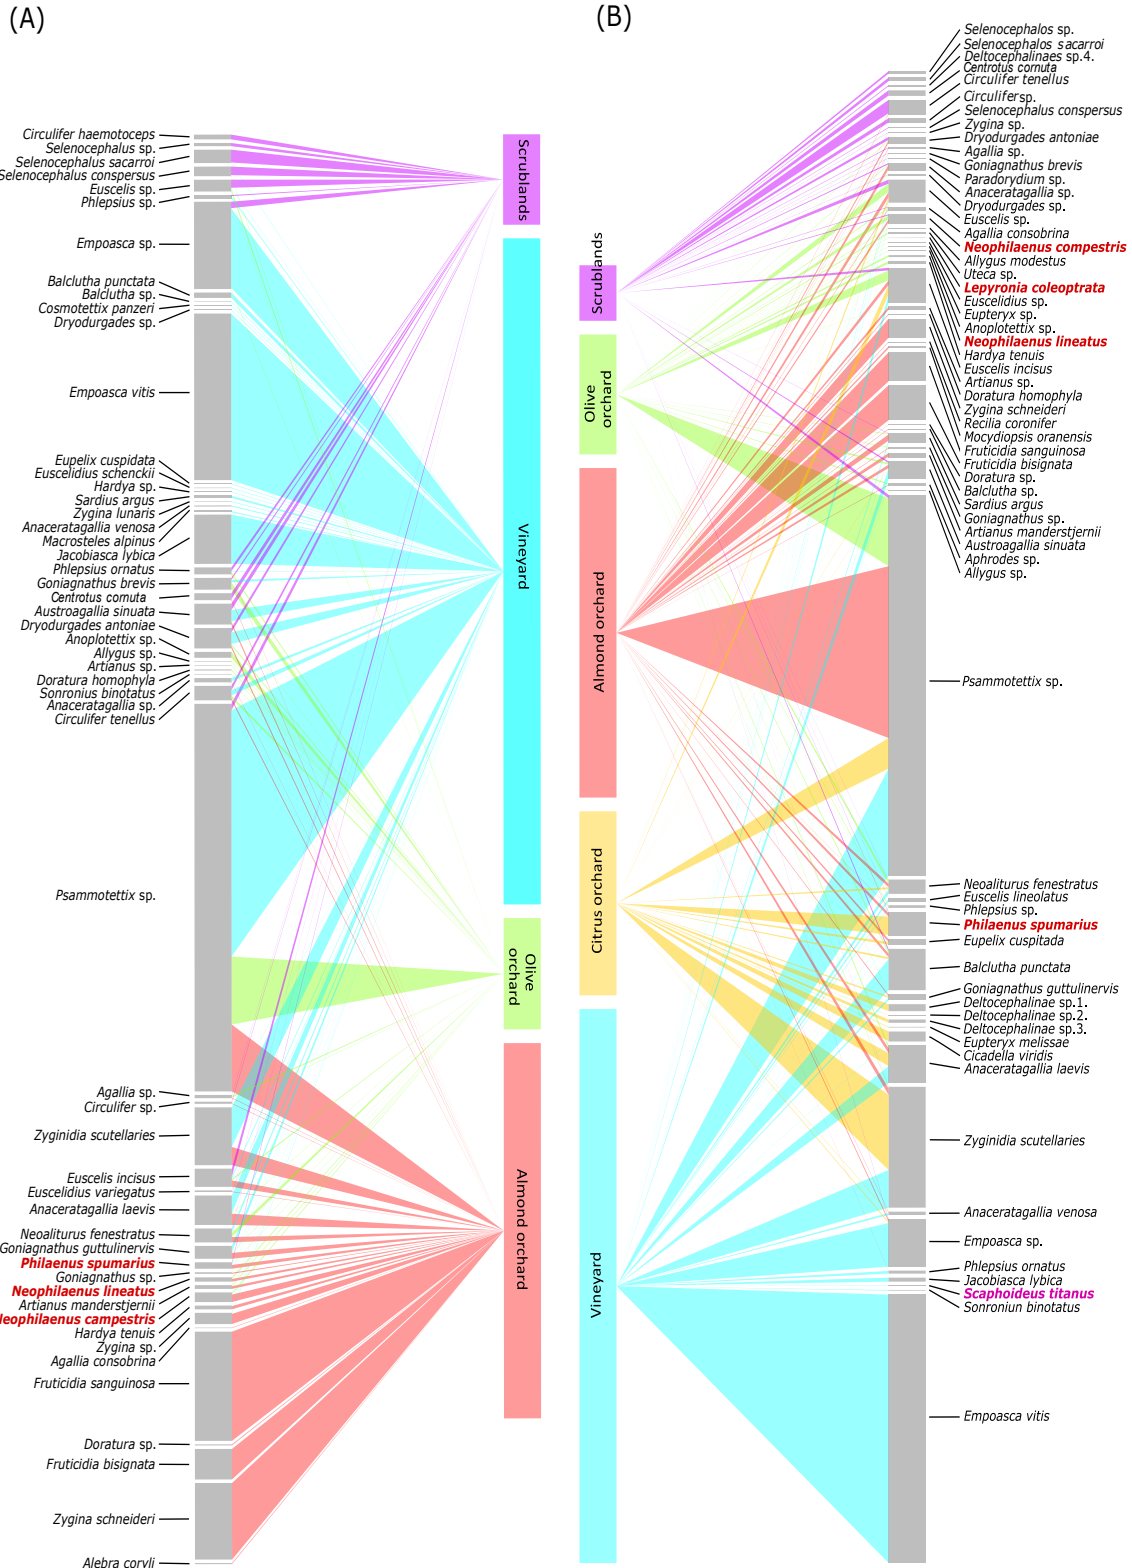 (A)
Circulifer haemotoceps
Selenocephalus sp.
Selenocephalus sacarroi
Selenocephalus conspersus
Euscelis sp.
Phlepsius sp.
Empoasca sp.
Balclutha punctata
Balclutha sp.
Cosmotettix panzeri
Dryodurgades sp.
Empoasca vitis
Eupelix cuspidata
Euscelidius schenckii
Hardya sp.
Sardius argus
Zygina lunaris
Anaceratagallia venosa
Macrosteles alpinus
Jacobiasca lybica
Phlepsius ornatus
Goniagnathus brevis
Centrotus cornuta
Austroagallia sinuata
Dryodurgades antoniae
Anoplotettix sp.
Allygus sp.
Artianus sp.
Doratura homophyla
Sonronius binotatus
Anaceratagallia sp.
Circulifer tenellus
Psammotettix sp.
Agallia sp.
Circulifer sp.
Zyginidia scutellaries
Euscelis incisus
Euscelidius variegatus
Anaceratagallia laevis
Neoaliturus fenestratus
Goniagnathus guttulinervis
Philaenus spumarius
Goniagnathus sp.
Neophilaenus lineatus
Artianus manderstjernii
Neophilaenus campestris
Hardya tenuis
Zygina sp.
Agallia consobrina
Fruticidia sanguinosa
Doratura sp.
Fruticidia bisignata
Zygina schneideri
Alebra coryli
Scrublands
Vineyard
Olive
orchard
Almond orchard
(B)
Scrublands
Olive
orchard
Almond orchard
Citrus orchard
Vineyard
Selenocephalos sp.
Selenocephalos sacarroi
Deltocephalinaes sp.4.
Centrotus cornuta
Circulifer tenellus
Circulifer sp.
Selenocephalus conspersus
Zygina sp.
Dryodurgades antoniae
Agallia sp.
Goniagnathus brevis
Paradorydium sp.
Anaceratagallia sp.
Dryodurgades sp.
Euscelis sp.
Agallia consobrina
Neophilaenus compestris
Allygus modestus
Uteca sp.
Lepyronia coleoptrata
Euscelidius sp.
Eupteryx sp.
Anoplotettix sp.
Neophilaenus lineatus
Hardya tenuis
Euscelis incisus
Artianus sp.
Doratura homophyla
Zygina schneideri
Recilia coronifer
Mocydiopsis oranensis
Fruticidia sanguinosa
Fruticidia bisignata
Doratura sp.
Balclutha sp.
Sardius argus
Goniagnathus sp.
Artianus manderstjernii
Austroagallia sinuata
Aphrodes sp.
Allygus sp.
Psammotettix sp.
Neoaliturus fenestratus
Euscelis lineolatus
Phlepsius sp.
Philaenus spumarius
Eupelix cuspitada
Balclutha punctata
Goniagnathus guttulinervis
Deltocephalinae sp.1.
Deltocephalinae sp.2.
Deltocephalinae sp.3.
Eupteryx melissae
Cicadella viridis
Anaceratagallia laevis
Zyginidia scutellaries
Anaceratagallia venosa
Empoasca sp.
Phlepsius ornatus
Jacobiasca lybica
Scaphoideus titanus
Sonroniun binotatus
Empoasca vitis